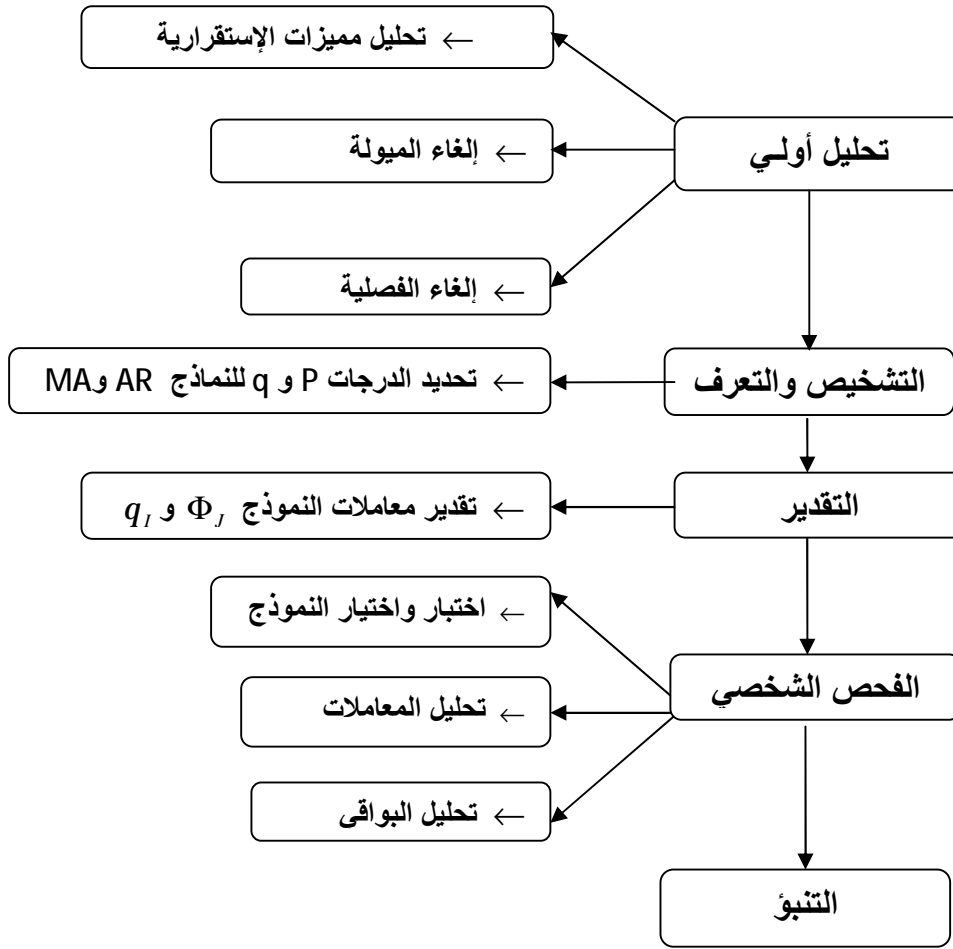 ← تحليل مميزات الإستقرارية
تحليل أولـي
← إلغاء الميولة
← إلغاء الفصلية
التشخيص والتعرف
← تحديد الدرجات P و q للنماذج AR وMA
التقدير
← تقدير معاملات النموذج Φ_J و q_I
← اختبار واختيار النموذج
الفحص الشخصي
← تحليل المعاملات
← تحليل البواقي
التنبؤ